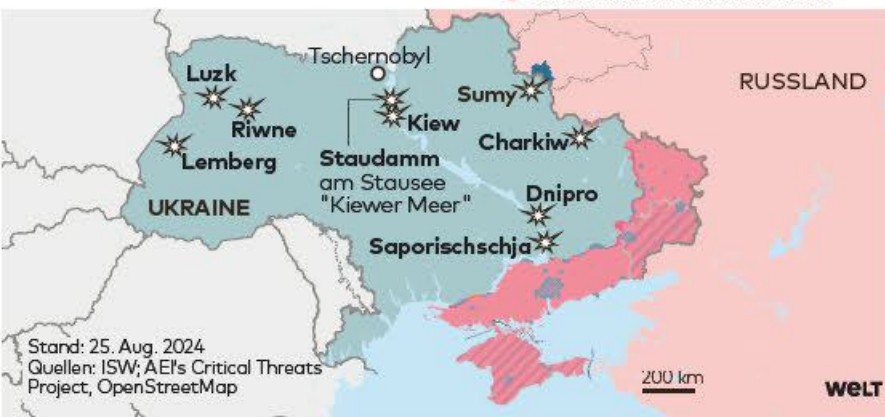 Tschernobyl
Luzk
Sumy
RUSSLAND
Riwne
Kiew
Charkiw
Lemberg
Staudamm
am Stausee
"Kiewer Meer"
Dnipro
UKRAINE
Saporischschja
Stand: 25. Aug. 2024
Quellen: ISW; AEI's Critical Threats
Project, OpenStreetMap
200 km
WELT